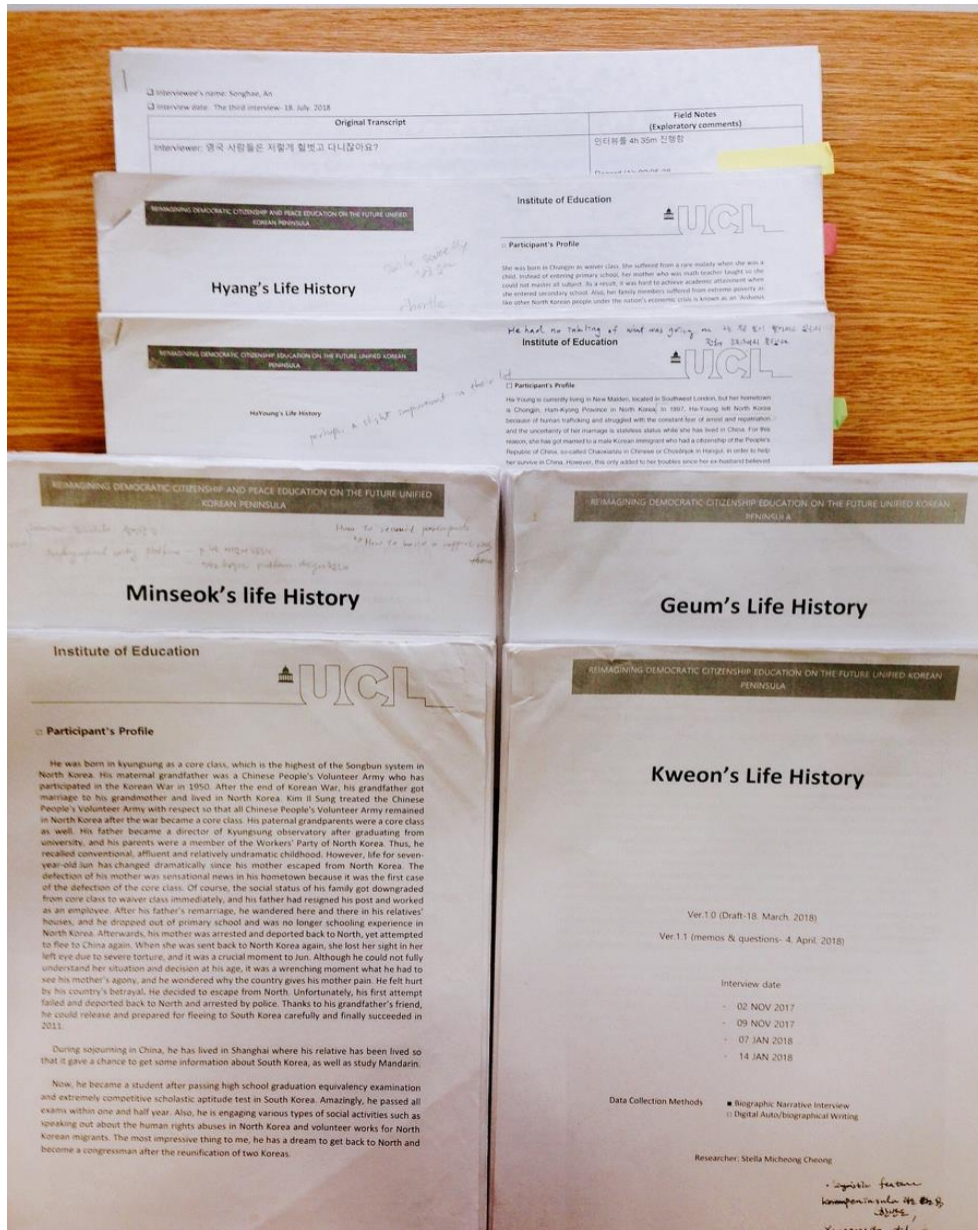 ❑ Interviewee's name: Songhae, An
❑ Interview date: The third interview- 18. July. 2018
Original Transcript
Field Notes
(Exploratory comments)
Interviewer: 영국 사람들은 저렇게 헐벗고 다니잖아요?
인터뷰를 4h 35m 진행함
REIMAGINING DEMOCRATIC CITIZENSHIP AND PEACE EDUCATION ON THE FUTURE UNIFIED
KOREAN PENINSULA
Hyang's Life History
Institute of Education
UCL
□ Participant's Profile
She was born in Chongjin as waiver class. She suffered from a rare malady when she was a
child. Instead of entering primary school, her mother who was math teacher taught so she
could not master all subject. As a result, it was hard to achieve academic attainment when
she entered secondary school. Also, her family members suffered from extreme poverty as
like other North Korean people under the nation's economic crisis is known as an 'Arduous
REIMAGINING DEMOCRATIC CITIZENSHIP EDUCATION ON THE FUTURE UNIFIED KOREAN
PENINSULA
HaYoung's Life History
perhaps a slight improvement in their lot
He had no inkling of what was going on
Institute of Education
UCL
□ Participant's Profile
Ha-Young is currently living in New Malden, located in Southwest London, but her hometown
is Chongjin, Ham-Kyong Province in North Korea. In 1997, Ha-Young left North Korea
because of human trafficking and struggled with the constant fear of arrest and repatriation
and the uncertainty of her marriage is stateless status while she has lived in China. For this
reason, she has got married to a male Korean immigrant who had a citizenship of the People's
Republic of China, so-called Chaoxianzu in Chinese or Chosŏnjok in Hangul, in order to help
her survive in China. However, this only added to her troubles since her ex-husband believed
REIMAGINING DEMOCRATIC CITIZENSHIP AND PEACE EDUCATION ON THE FUTURE UNIFIED
KOREAN PENINSULA
How to recruit participants
How to build a rapport with
Minseok's life History
REIMAGINING DEMOCRATIC CITIZENSHIP EDUCATION ON THE FUTURE UNIFIED KOREAN
PENINSULA
Geum's Life History
Institute of Education
UCL
□ Participant's Profile
He was born in kyungsung as a core class, which is the highest of the Songbun system in
North Korea. His maternal grandfather was a Chinese People's Volunteer Army who has
participated in the Korean War in 1950. After the end of Korean War, his grandfather got
marriage to his grandmother and lived in North Korea. Kim Il Sung treated the Chinese
People's Volunteer Army with respect so that all Chinese People's Volunteer Army remained
in North Korea after the war became a core class. His paternal grandparents were a core class
as well. His father became a director of Kyungsung observatory after graduating from
university, and his parents were a member of the Workers' Party of North Korea. Thus, he
recalled conventional, affluent and relatively undramatic childhood. However, life for seven-
year-old Jun has changed dramatically since his mother escaped from North Korea. The
defection of his mother was sensational news in his hometown because it was the first case
of the defection of the core class. Of course, the social status of his family got downgraded
from core class to waiver class immediately, and his father had resigned his post and worked
as an employee. After his father's remarriage, he wandered here and there in his relatives'
houses, and he dropped out of primary school and was no longer schooling experience in
North Korea. Afterwards, his mother was arrested and deported back to North, yet attempted
to flee to China again. When she was sent back to North Korea again, she lost her sight in her
left eye due to severe torture, and it was a crucial moment to Jun. Although he could not fully
understand her situation and decision at his age, it was a wrenching moment what he had to
see his mother's agony, and he wondered why the country gives his mother pain. He felt hurt
by his country's betrayal. He decided to escape from North. Unfortunately, his first attempt
failed and deported back to North and arrested by police. Thanks to his grandfather's friend,
he could release and prepared for fleeing to South Korea carefully and finally succeeded in
2011.
During sojourning in China, he has lived in Shanghai where his relative has been lived so
that it gave a chance to get some information about South Korea, as well as study Mandarin.
Now, he became a student after passing high school graduation equivalency examination
and extremely competitive scholastic aptitude test in South Korea. Amazingly, he passed all
exams within one and half year. Also, he is engaging various types of social activities such as
speaking out about the human rights abuses in North Korea and volunteer works for North
Korean migrants. The most impressive thing to me, he has a dream to get back to North and
become a congressman after the reunification of two Koreas.
REIMAGINING DEMOCRATIC CITIZENSHIP EDUCATION ON THE FUTURE UNIFIED KOREAN
PENINSULA
Kweon's Life History
Ver.1.0 (Draft-18. March. 2018)
Ver.1.1 (memos & questions- 4. April. 2018)
Interview date
- 02 NOV 2017
- 09 NOV 2017
- 07 JAN 2018
- 14 JAN 2018
Data Collection Methods
■ Biographic Narrative Interview
□ Digital Auto/biographical Writing
Researcher: Stella Micheong Cheong
feature